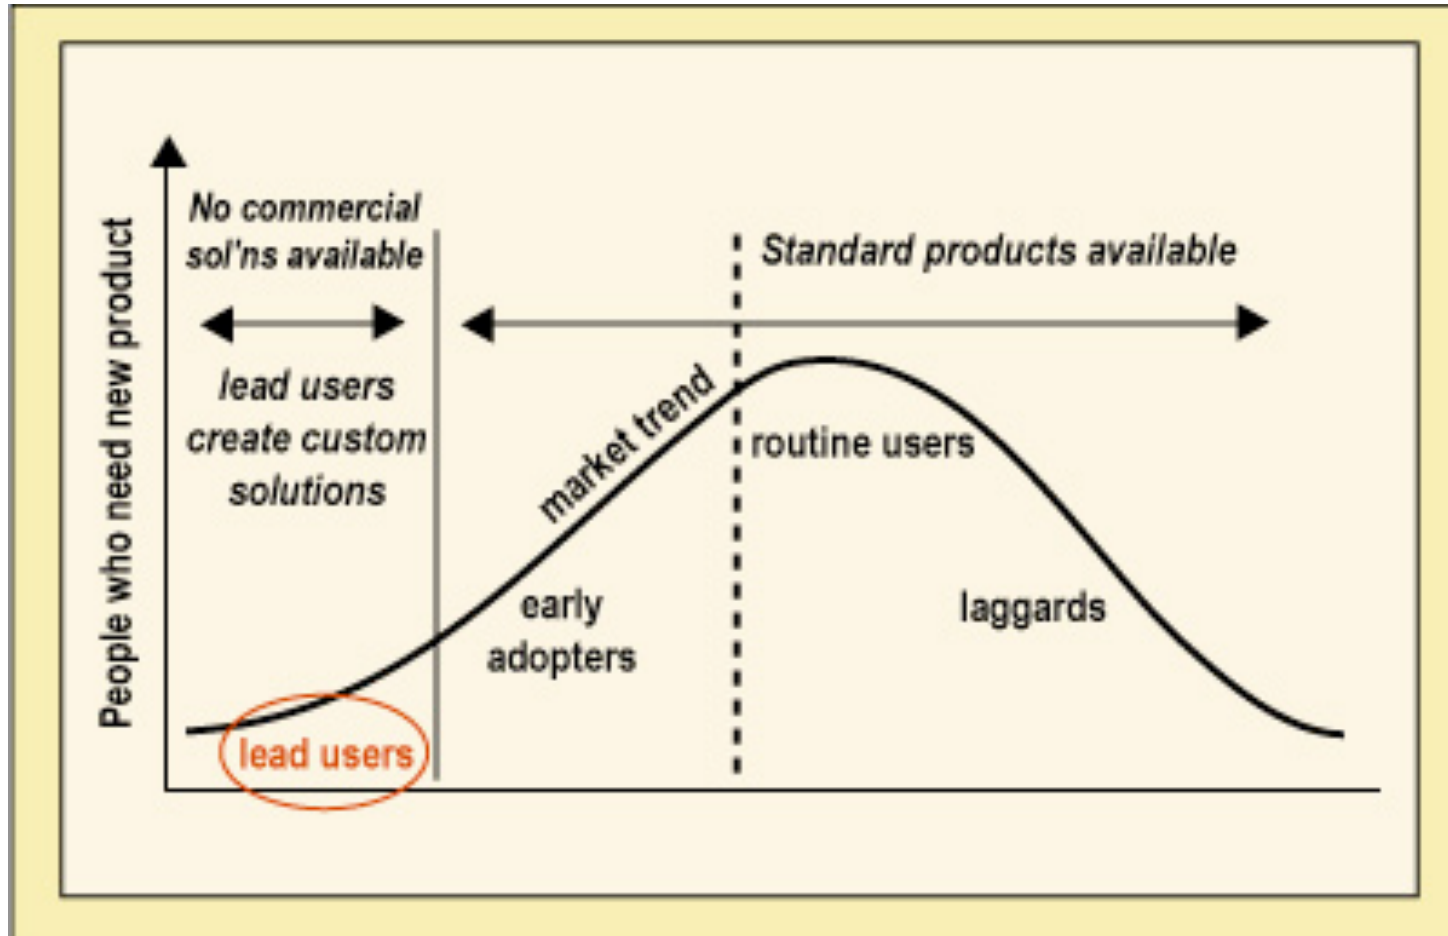 People who need new product
No commercial
sol'ns available
lead users
create custom
solutions
Standard products available
market trend
routine users
early
adopters
laggards
lead users